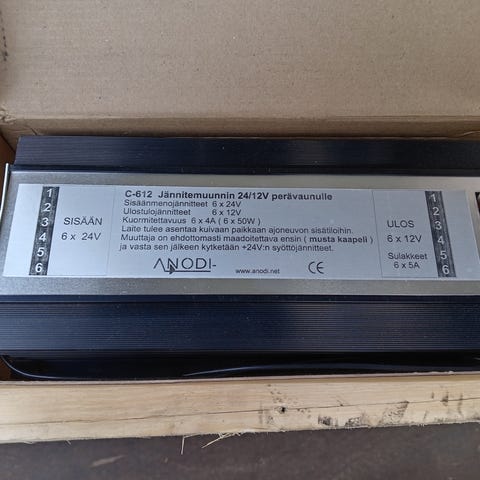 C-612 Jännitemuunnin 24/12V perävaunulle
Sisäänmenojännitteet 6 x 24V
Ulostulojännitteet 6 x 12V
Kuormitettavuus 6 x 4A ( 6 x 50W )
Laite tulee asentaa kuivaan paikkaan ajoneuvon sisätiloihin.
Muuttaja on ehdottomasti maadoitettava ensin ( musta kaapeli )
ja vasta sen jälkeen kytketään +24V:n syöttöjännitteet.
ANODI-
www.anodi.net
CE
SISÄÄN
6 x 24V
1
2
3
4
5
6
ULOS
6 x 12V
Sulakkeet
6 x 5A
1
2
3
4
5
6